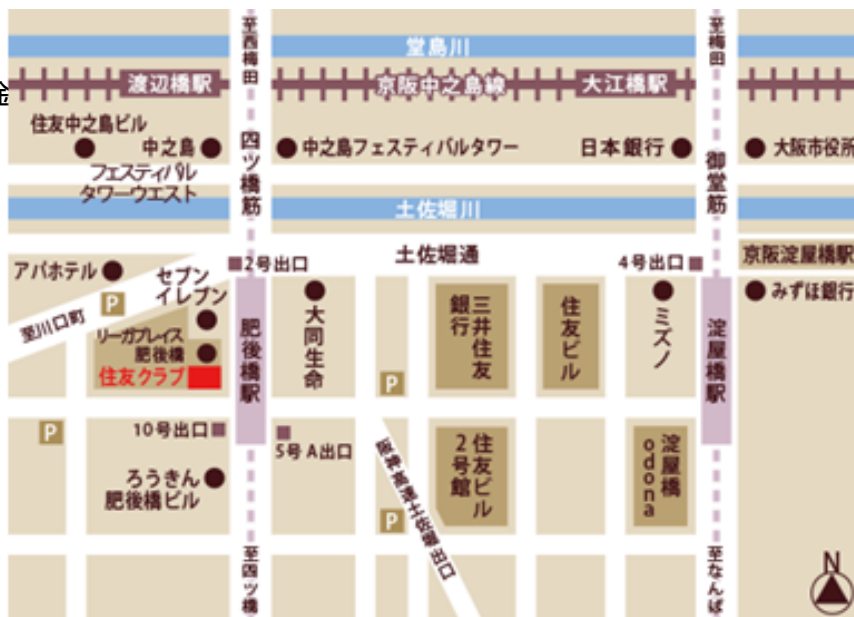 至西梅田
至梅田
堂島川
渡辺橋駅
京阪中之島線
大江橋駅
金
住友中之島ビル
中之島
フェスティバル
タワーウエスト
四ツ橋筋
中之島フェスティバルタワー
日本銀行
御堂筋
大阪市役所
土佐堀川
土佐堀通
アパホテル
セブン
イレブン
2号出口
4号出口
京阪淀屋橋駅
みずほ銀行
P
至川口町
リーガプレイス
肥後橋
住友クラブ
肥後橋駅
大同生命
三井住友
銀行
住友ビル
ミズノ
淀屋橋駅
P
P
10号出口
5号A出口
ろうきん
肥後橋ビル
阪神高速土佐堀出口
住友ビル
2号館
淀屋橋
odona
P
至四ツ橋
至なんば
N